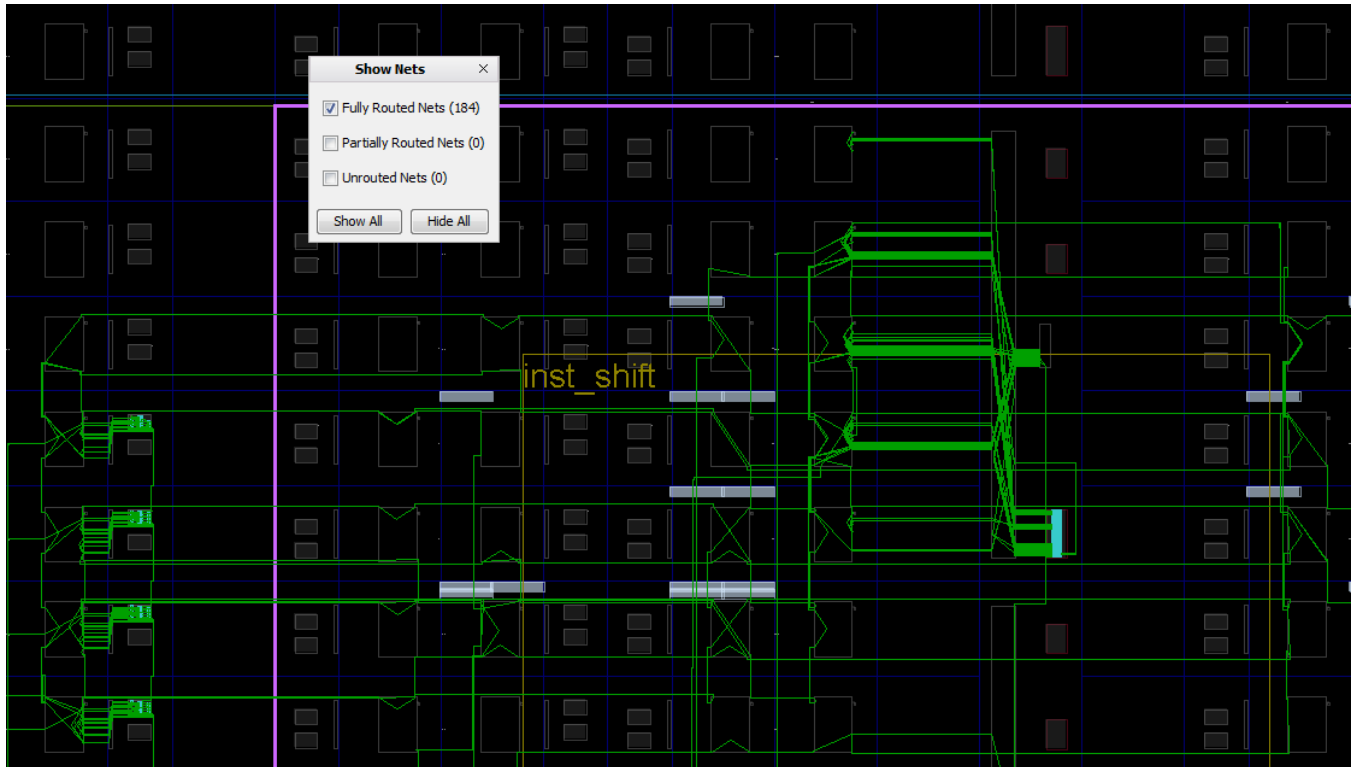 Show Nets
Fully Routed Nets (184)
Partially Routed Nets (0)
Unrouted Nets (0)
Show All Hide All
inst_shift